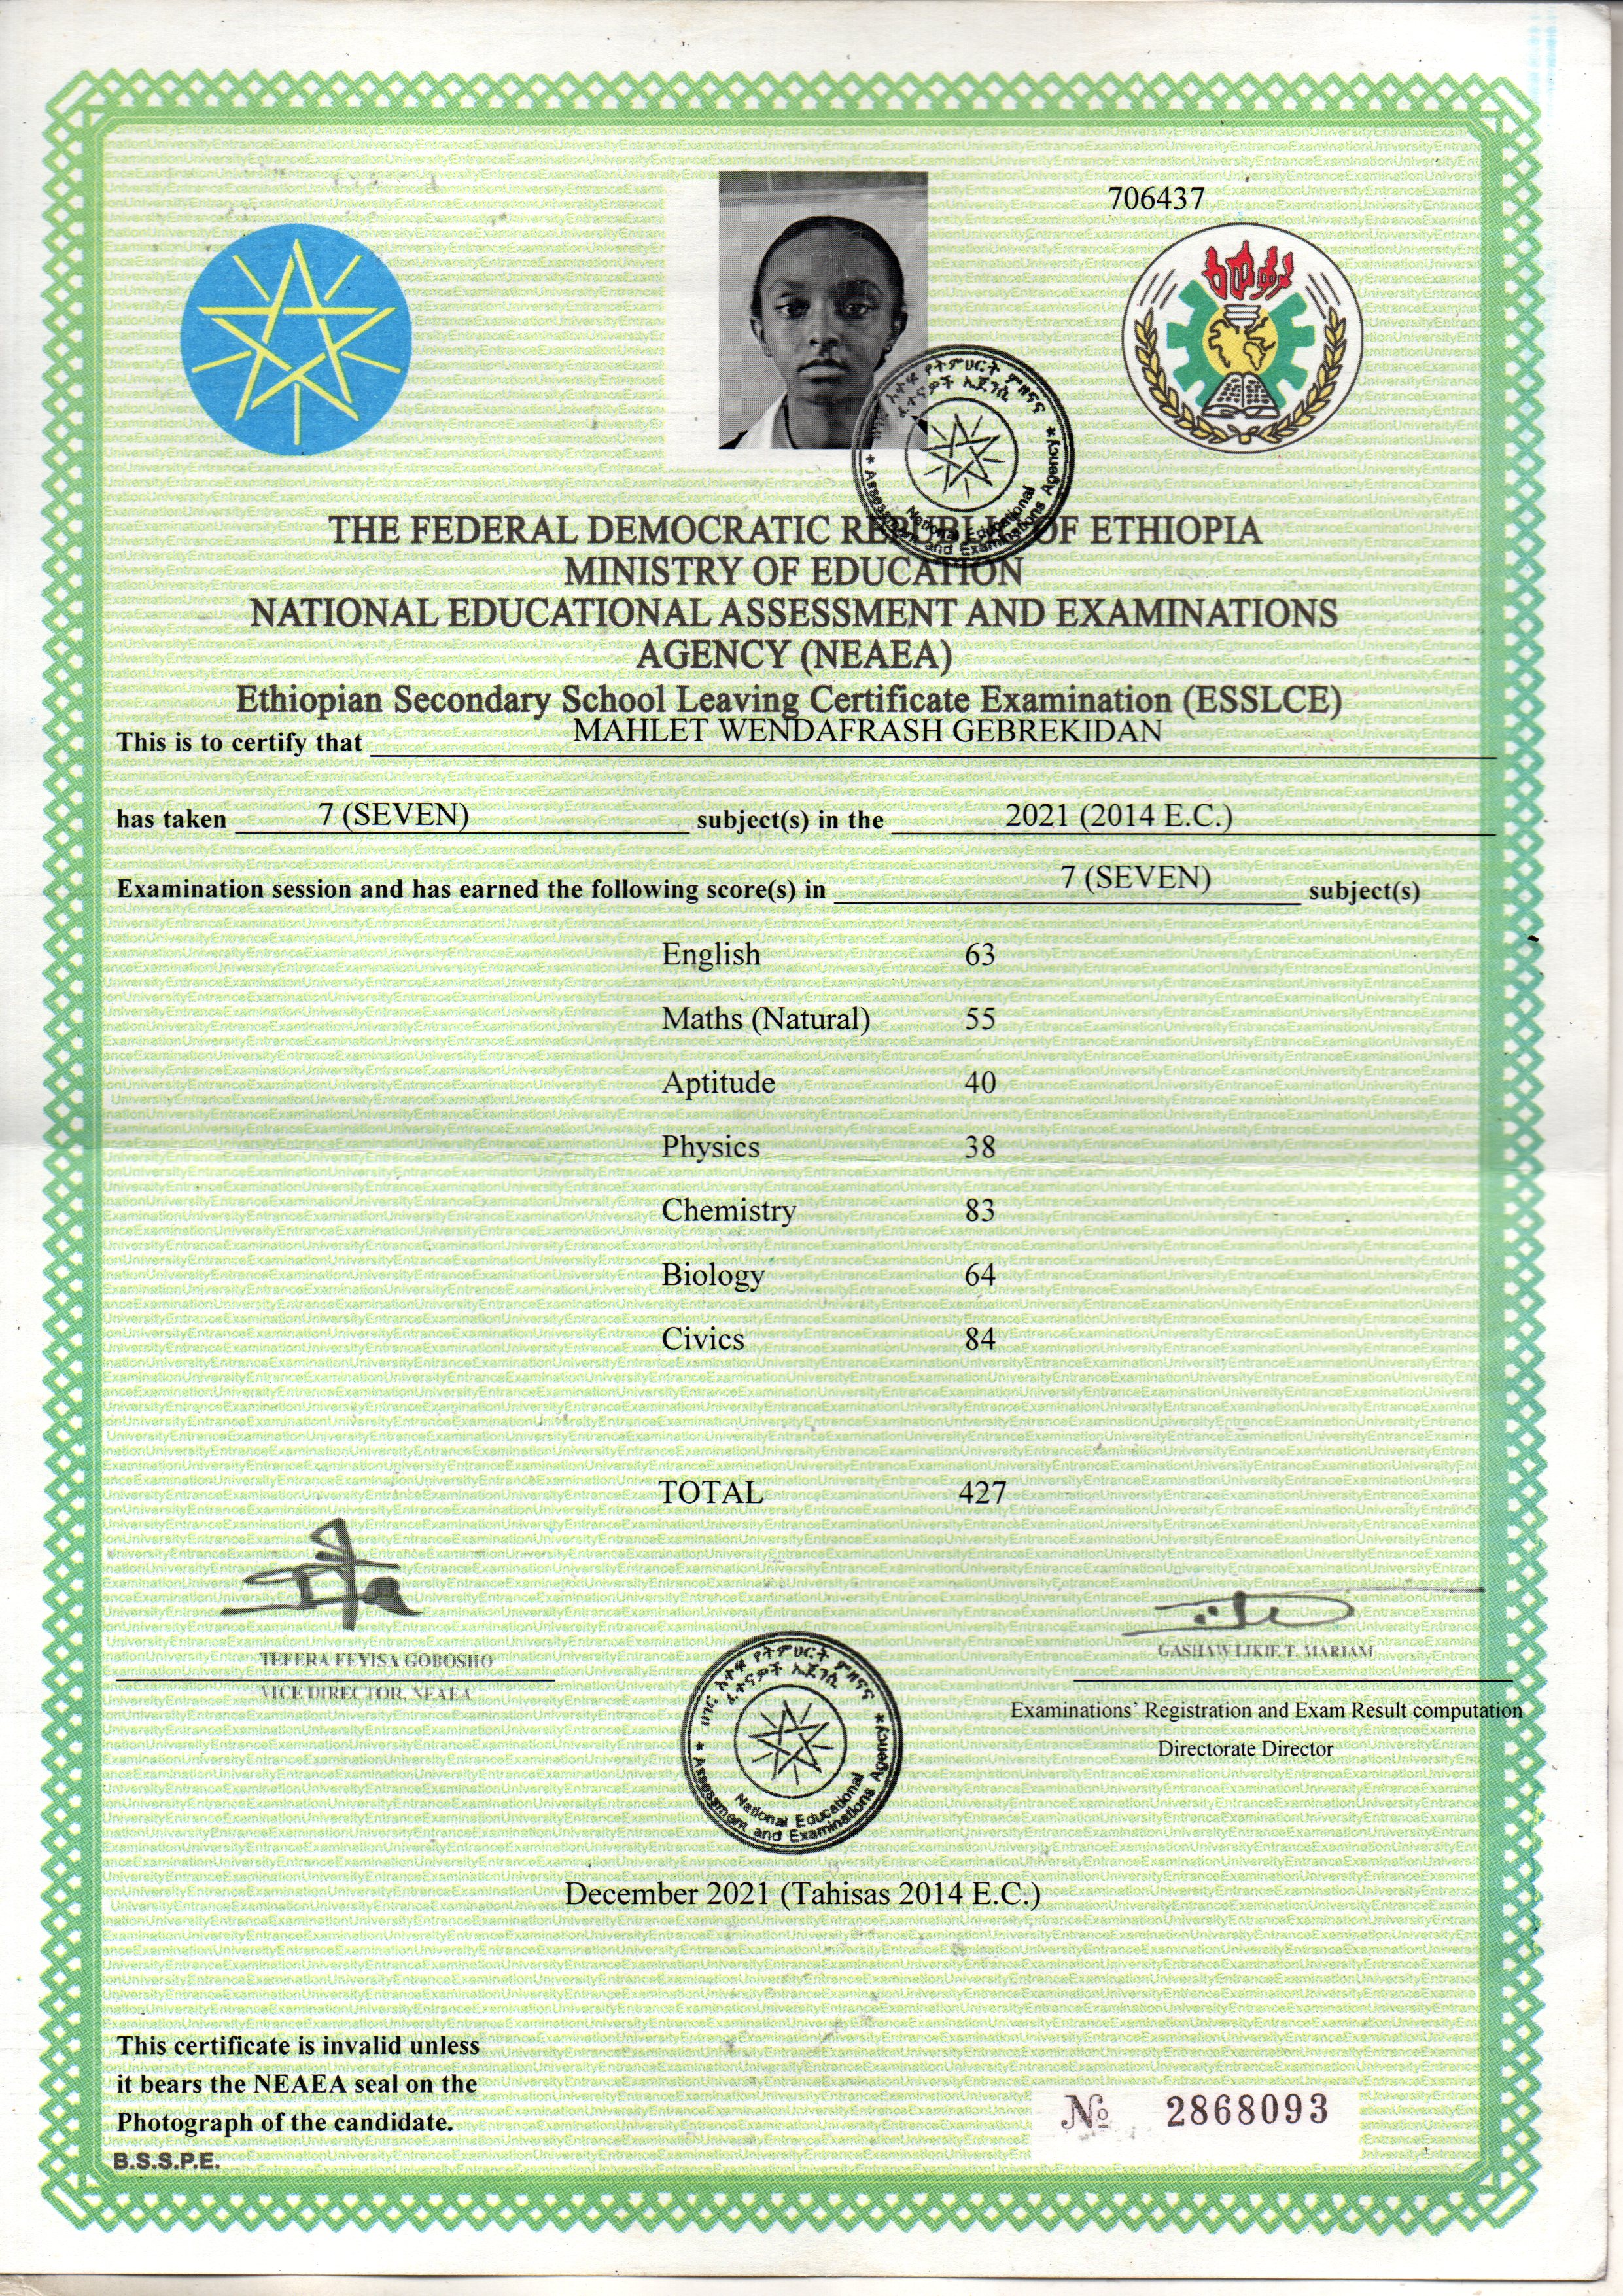 706437
ሀገር አቀፍ የትምህርት ምዘናና
ፈተናዎች ኤጀንሲ
* Assessment and Examinations Agency *
National Educational
THE FEDERAL DEMOCRATIC REPUBLIC OF ETHIOPIA
MINISTRY OF EDUCATION
NATIONAL EDUCATIONAL ASSESSMENT AND EXAMINATIONS
AGENCY (NEAEA)
Ethiopian Secondary School Leaving Certificate Examination (ESSLCE)
This is to certify that MAHLET WENDAFRASH GEBREKIDAN
has taken 7 (SEVEN) subject(s) in the 2021 (2014 E.C.)
Examination session and has earned the following score(s) in 7 (SEVEN) subject(s)
English 63
Maths (Natural) 55
Aptitude 40
Physics 38
Chemistry 83
Biology 64
Civics 84
TOTAL 427
TEFERA FEYISA GOBOSHO
VICE DIRECTOR, NEAEA
GASHAW LIKIE T. MARIAM
Examinations' Registration and Exam Result computation
Directorate Director
ሀገር አቀፍ የትምህርት ምዘናና
ፈተናዎች ኤጀንሲ
* Assessment and Examinations Agency *
National Educational
December 2021 (Tahisas 2014 E.C.)
This certificate is invalid unless
it bears the NEAEA seal on the
Photograph of the candidate.
B.S.S.P.E.
№ 2868093